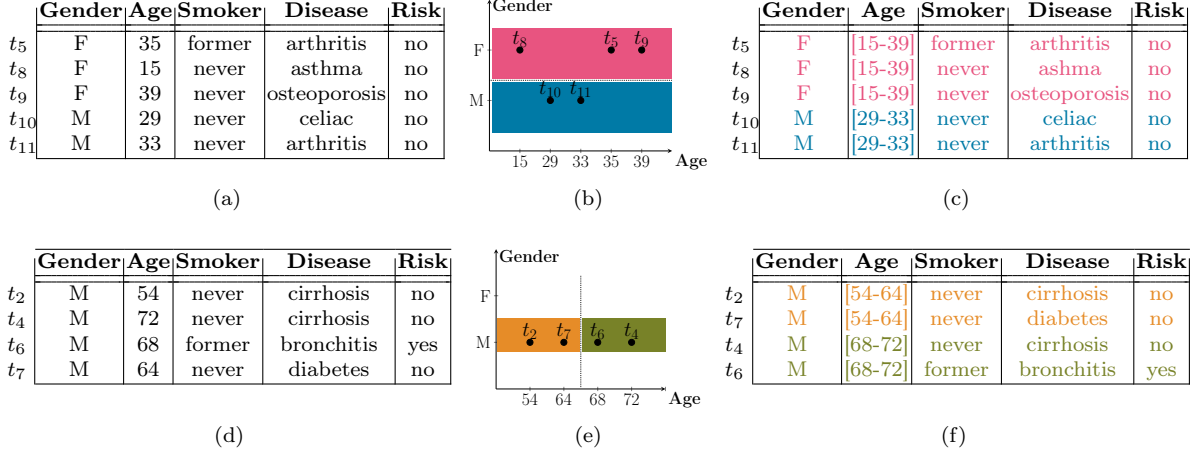 Gender Age Smoker Disease Risk
t5 F 35 former arthritis no
t8 F 15 never asthma no
t9 F 39 never osteoporosis no
t10 M 29 never celiac no
t11 M 33 never arthritis no
(a)
Gender
F
M
t8 t5 t9
t10 t11
15 29 33 35 39
Age
(b)
Gender Age Smoker Disease Risk
t5 F [15-39] former arthritis no
t8 F [15-39] never ashma no
t9 F [15-39] never osteoporosis no
t10 M [29-33] never celiac no
t11 M [29-33] never arthritis no
(c)
Gender Age Smoker Disease Risk
t2 M 54 never cirrhosis no
t4 M 72 never cirrhosis no
t6 M 68 former bronchitis yes
t7 M 64 never diabetes no
(d)
Gender
F
M
t2 t7 t6 t4
54 64 68 72
Age
(e)
Gender Age Smoker Disease Risk
t2 M [54-64] never cirrhosis no
t7 M [54-64] never diabetes no
t4 M [68-72] never cirrhosis no
t6 M [68-72] former bronchitis yes
(f)